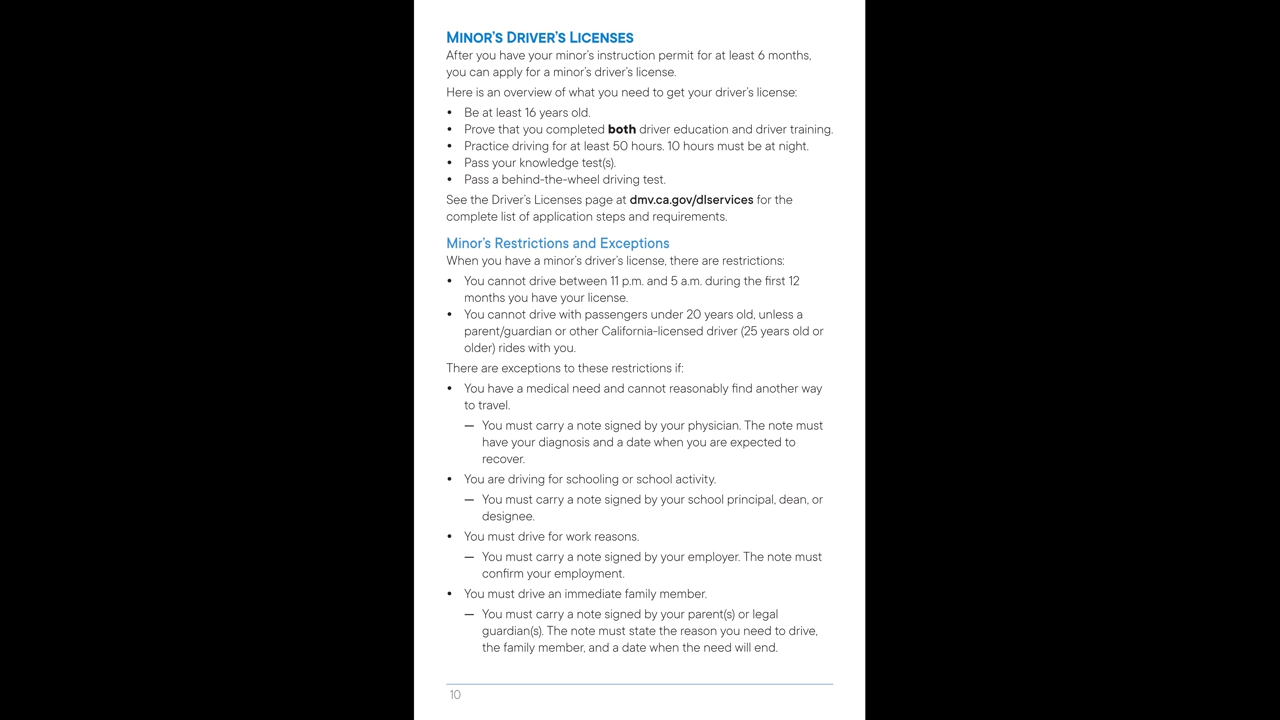 MINOR'S DRIVER'S LICENSES
After you have your minor's instruction permit for at least 6 months,
you can apply for a minor's driver's license.
Here is an overview of what you need to get your driver's license:
• Be at least 16 years old.
• Prove that you completed both driver education and driver training.
• Practice driving for at least 50 hours. 10 hours must be at night.
• Pass your knowledge test(s).
• Pass a behind-the-wheel driving test.
See the Driver's Licenses page at dmv.ca.gov/dlservices for the
complete list of application steps and requirements.
Minor's Restrictions and Exceptions
When you have a minor's driver's license, there are restrictions:
• You cannot drive between 11 p.m. and 5 a.m. during the first 12
months you have your license.
• You cannot drive with passengers under 20 years old, unless a
parent/guardian or other California-licensed driver (25 years old or
older) rides with you.
There are exceptions to these restrictions if:
• You have a medical need and cannot reasonably find another way
to travel.
— You must carry a note signed by your physician. The note must
have your diagnosis and a date when you are expected to
recover.
• You are driving for schooling or school activity.
— You must carry a note signed by your school principal, dean, or
designee.
• You must drive for work reasons.
— You must carry a note signed by your employer. The note must
confirm your employment.
• You must drive an immediate family member.
— You must carry a note signed by your parent(s) or legal
guardian(s). The note must state the reason you need to drive,
the family member, and a date when the need will end.
10